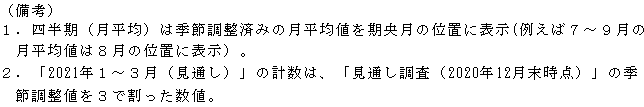 （備考）
１．四半期（月平均）は季節調整済みの月平均値を期央月の位置に表示(例えば７～９月の
月平均値は８月の位置に表示）。
２．「2021年１～３月（見通し）」の計数は、「見通し調査（2020年12月末時点）」の季
節調整値を３で割った数値。